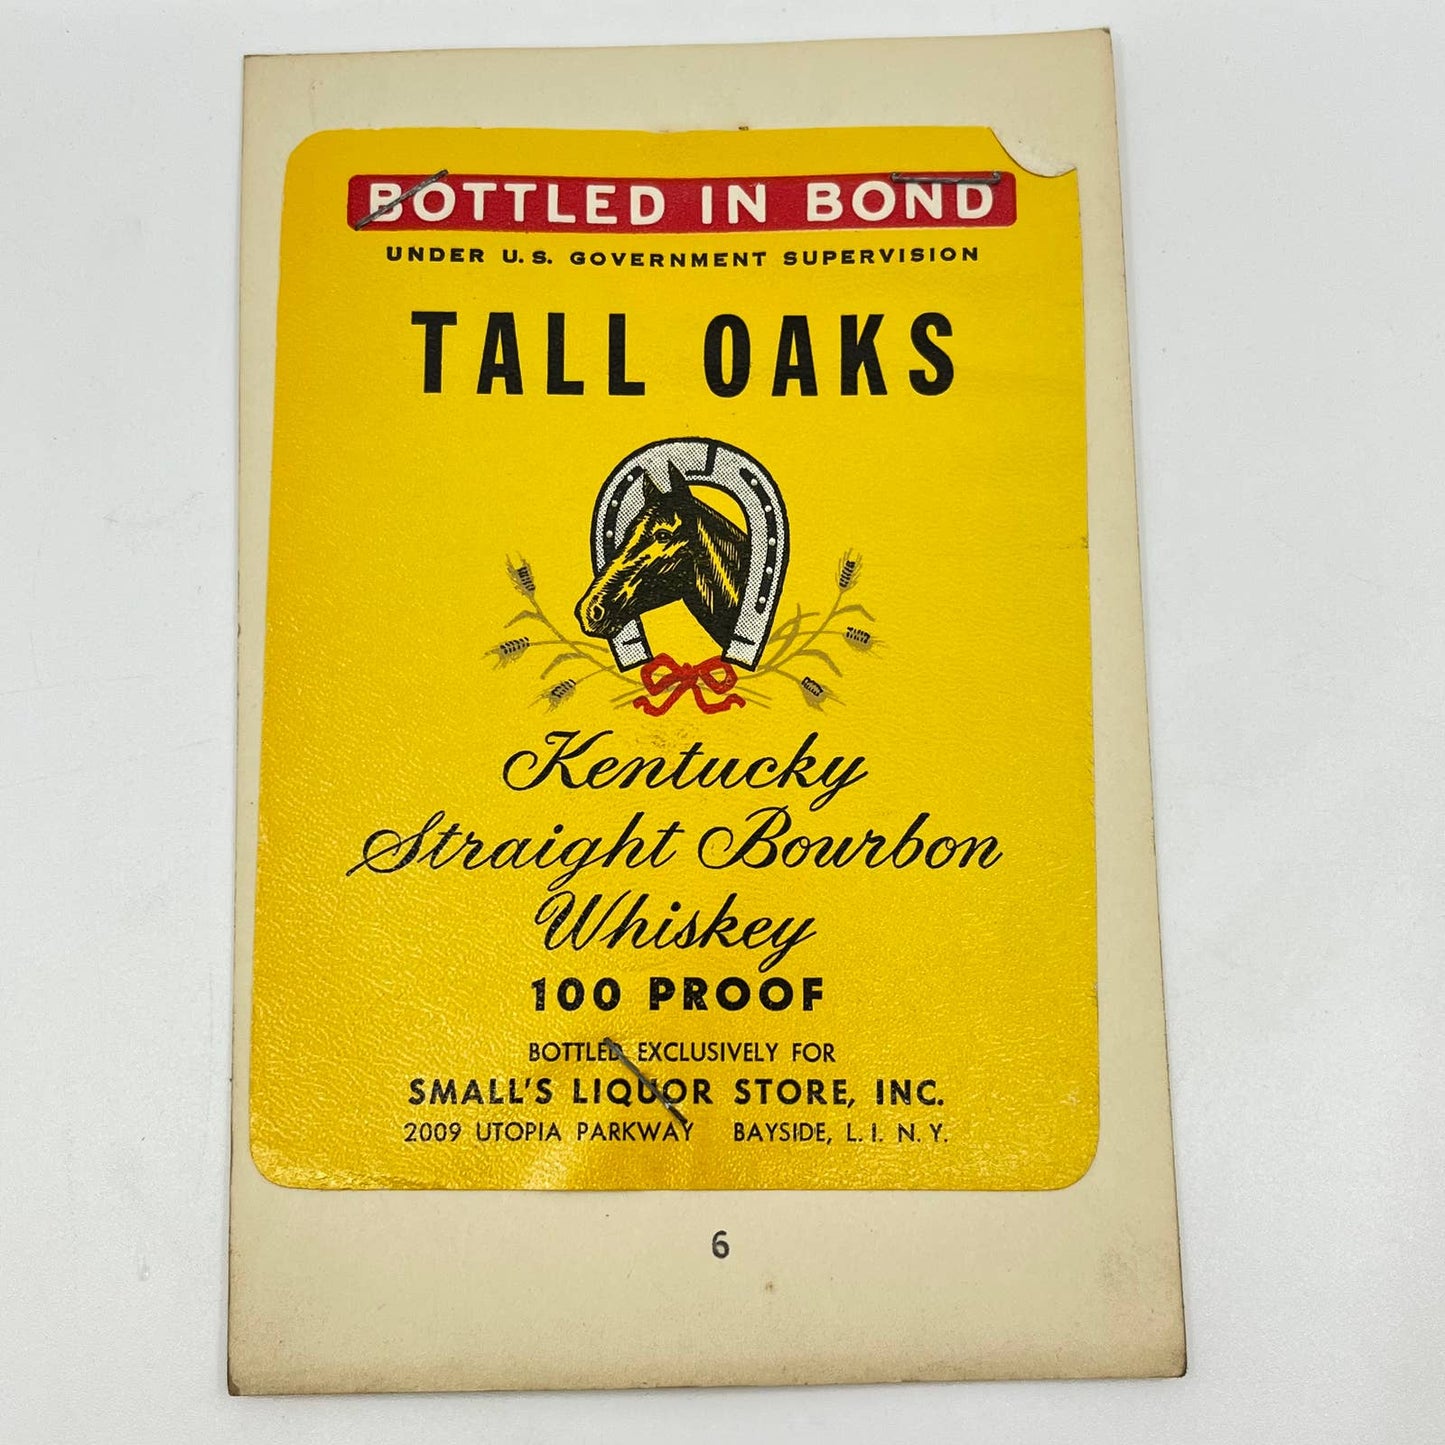 BOTTLED IN BOND
UNDER U.S. GOVERNMENT SUPERVISION
TALL OAKS
Kentucky
Straight Bourbon
Whiskey
100 PROOF
BOTTLED EXCLUSIVELY FOR
SMALL'S LIQUOR STORE, INC.
2009 UTOPIA PARKWAY BAYSIDE, L. I. N. Y.
6